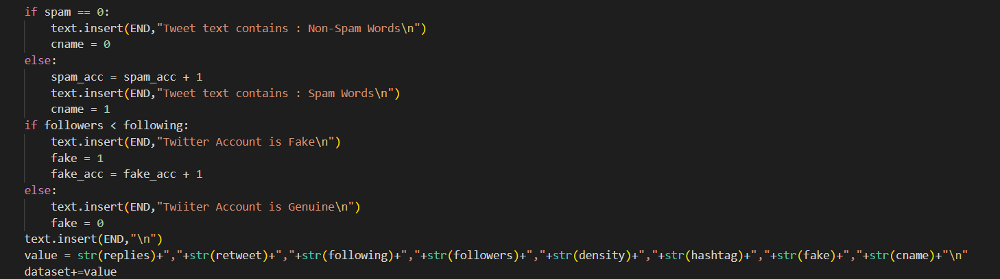 if spam == 0:
    text.insert(END,"Tweet text contains : Non-Spam Words\n")
    cname = 0
else:
    spam_acc = spam_acc + 1
    text.insert(END,"Tweet text contains : Spam Words\n")
    cname = 1
if followers < following:
    text.insert(END,"Twitter Account is Fake\n")
    fake = 1
    fake_acc = fake_acc + 1
else:
    text.insert(END,"Twiiter Account is Genuine\n")
    fake = 0
text.insert(END,"\n")
value = str(replies)+","+str(retweet)+","+str(following)+","+str(followers)+","+str(density)+","+str(hashtag)+","+str(fake)+","+str(cname)+"\n"
dataset+=value